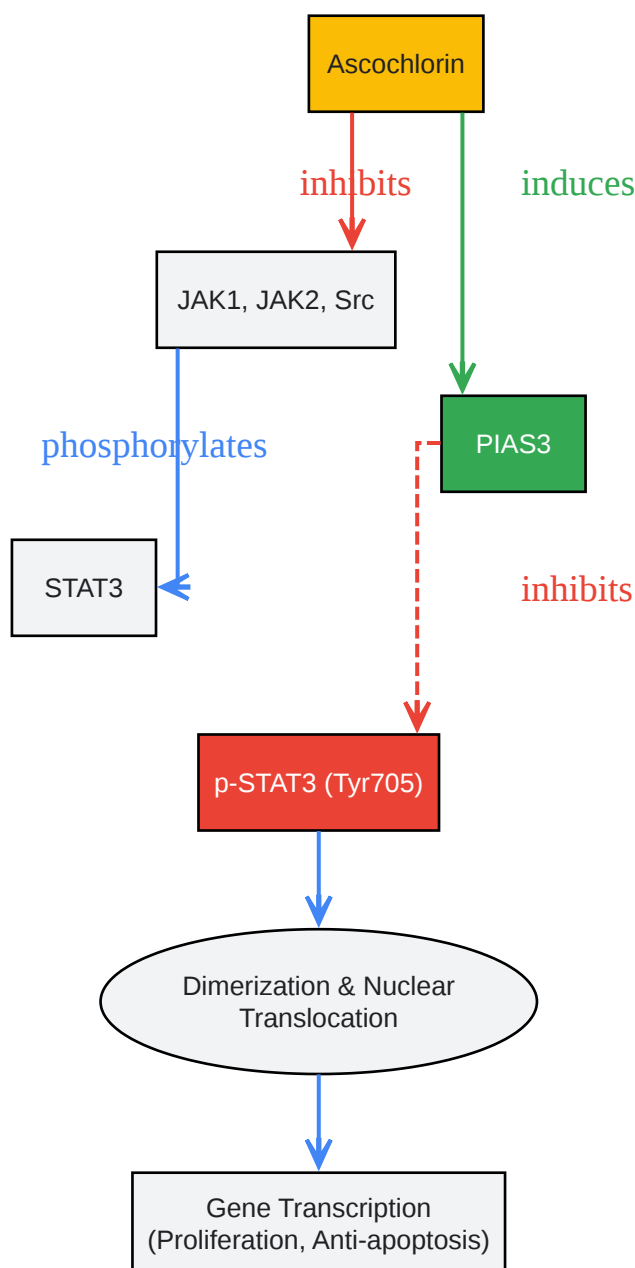 Ascochlorin
inhibits
induces
JAK1, JAK2, Src
phosphorylates
PIAS3
STAT3
inhibits
p-STAT3 (Tyr705)
Dimerization & Nuclear
Translocation
Gene Transcription
(Proliferation, Anti-apoptosis)